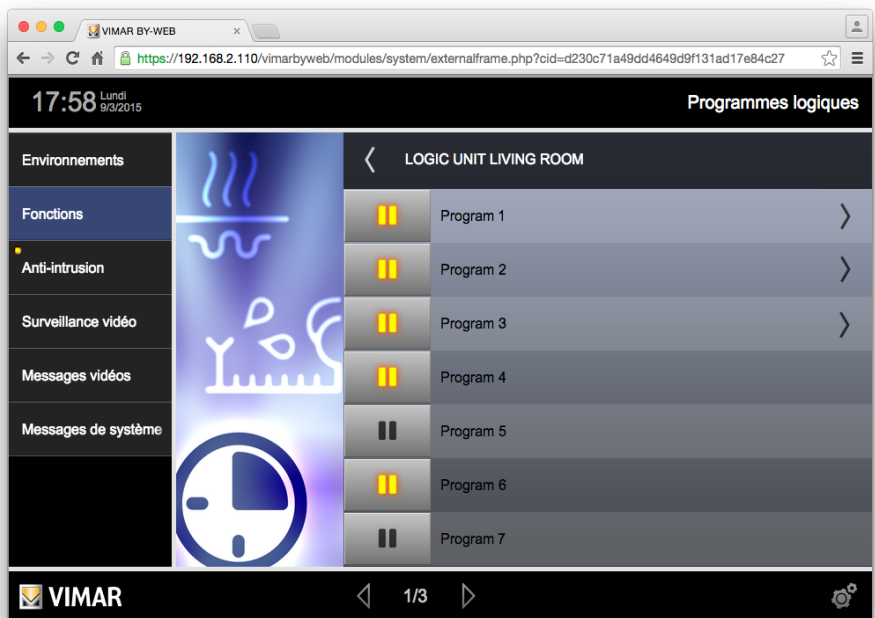 VIMAR BY-WEB
https://192.168.2.110/vimarbyweb/modules/system/externalframe.php?cid=d230c71a49dd4649d9f131ad17e84c27
17:58 Lundi
9/3/2015
Programmes logiques
Environnements
Fonctions
Anti-intrusion
Surveillance vidéo
Messages vidéos
Messages de système
LOGIC UNIT LIVING ROOM
Program 1
Program 2
Program 3
Program 4
Program 5
Program 6
Program 7
VIMAR
1/3